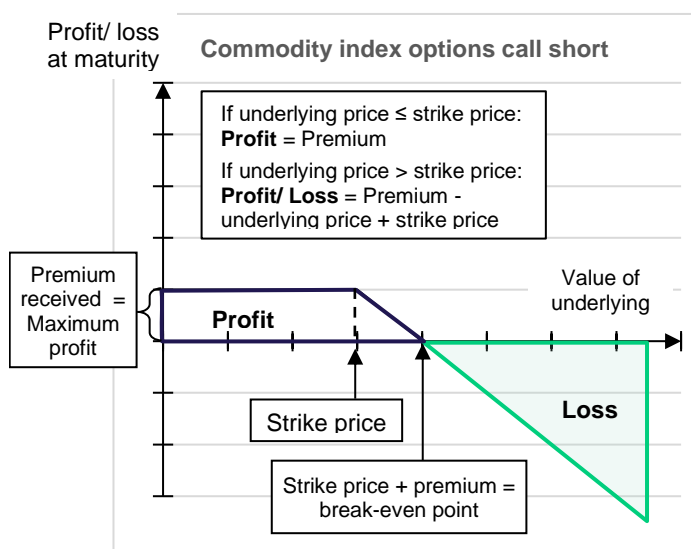 Profit/ loss
at maturity
Commodity index options call short
If underlying price ≤ strike price:
Profit = Premium
If underlying price > strike price:
Profit/ Loss = Premium -
underlying price + strike price
Premium
received =
Maximum
profit
Value of
underlying
Profit
Loss
Strike price
Strike price + premium =
break-even point